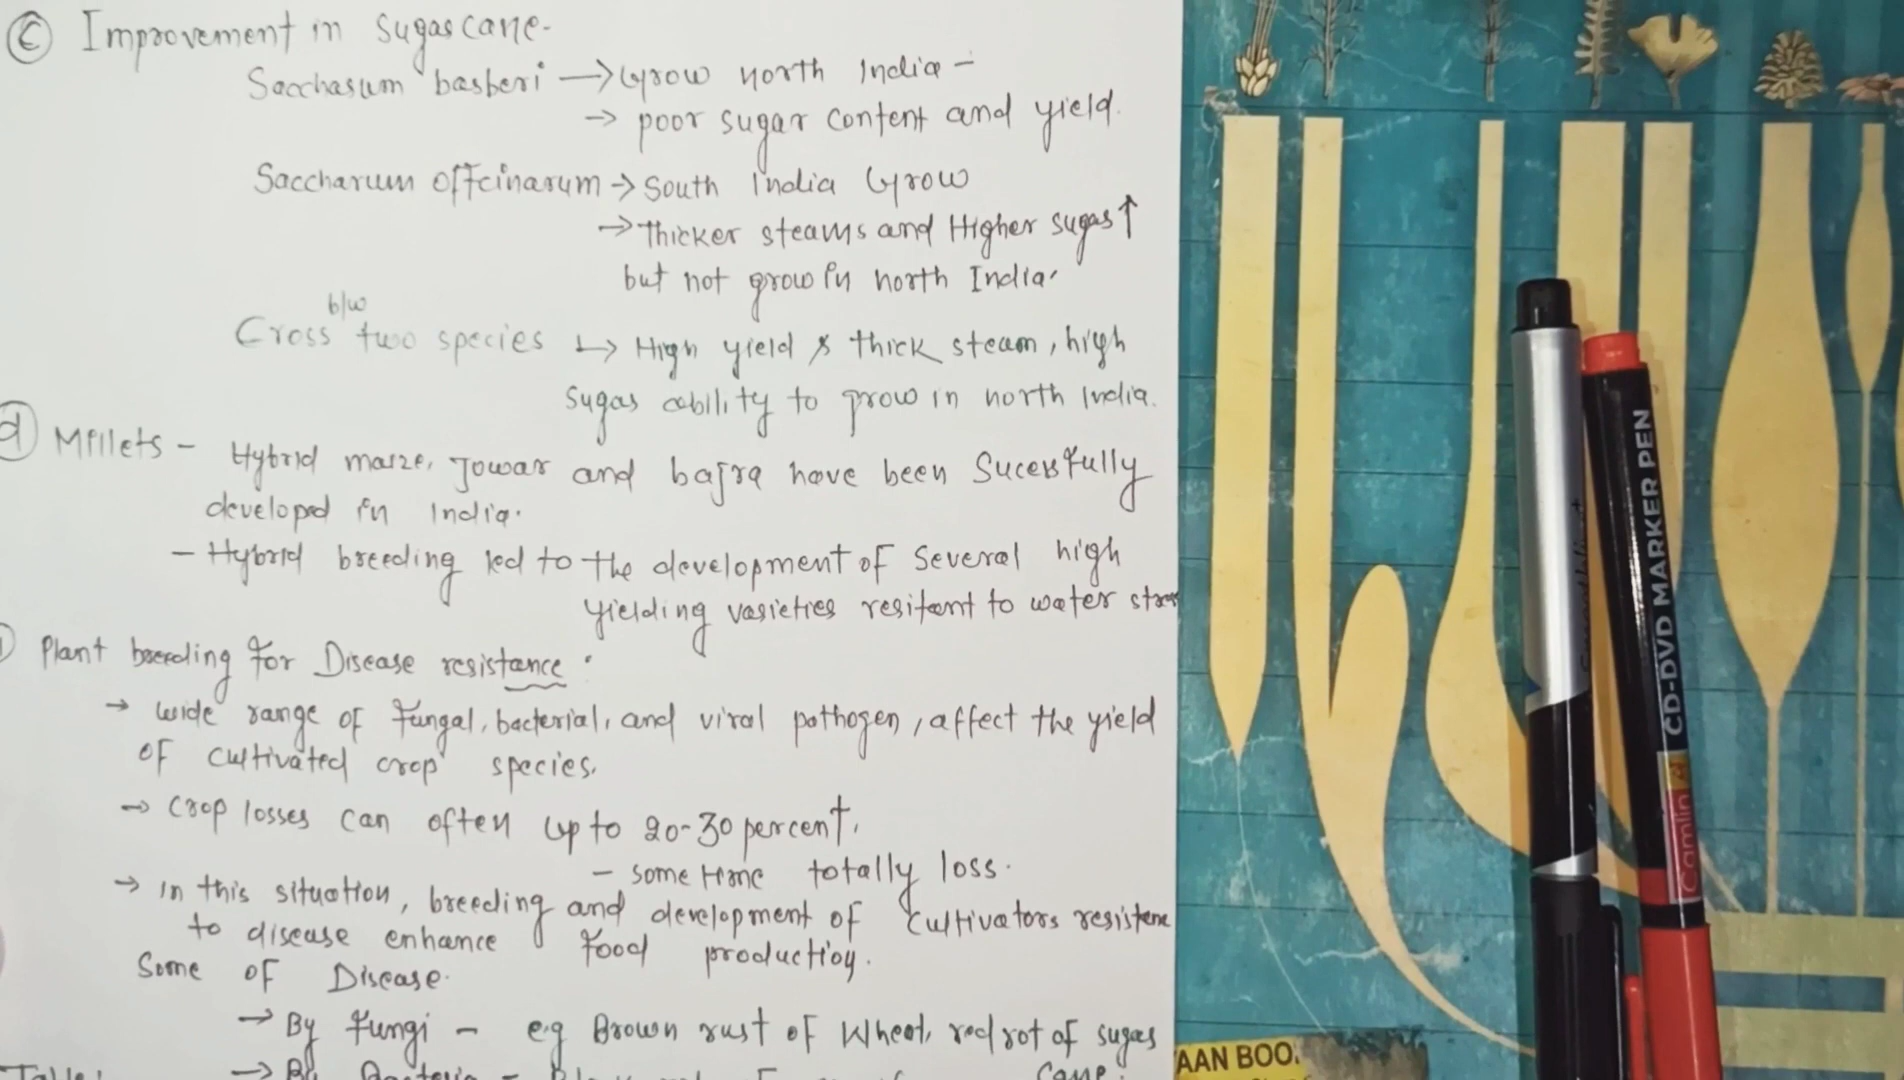 C Improvement in sugarcane.
Saccharum barberi → Grow north India -
→ poor sugar content and yield.
Saccharum officinarum → South India Grow
→ Thicker steams and Higher sugar ↑
but not grow in north India.
b/w
Cross two species ↳ High yield & thick steam, high
Sugar ability to grow in north India.
d Millets - Hybrid maize, Jowar and bajra have been Sucessfully
developed in India.
- Hybrid breeding led to the development of several high
yielding varieties resitant to water
Plant breeding for Disease resistance :
→ wide range of fungal, bacterial, and viral pathogen, affect the yield
of cultivated crop species.
→ Crop losses can often up to 20-30 percent,
- some time totally loss.
→ In this situation, breeding and development of cultivators
to disease enhance food production.
Some of Disease.
→ By fungi - e.g Brown rust of Wheat, red rot of sugar
Cane.
CD-DVD MARKER PEN
Camlin
AAN BOO